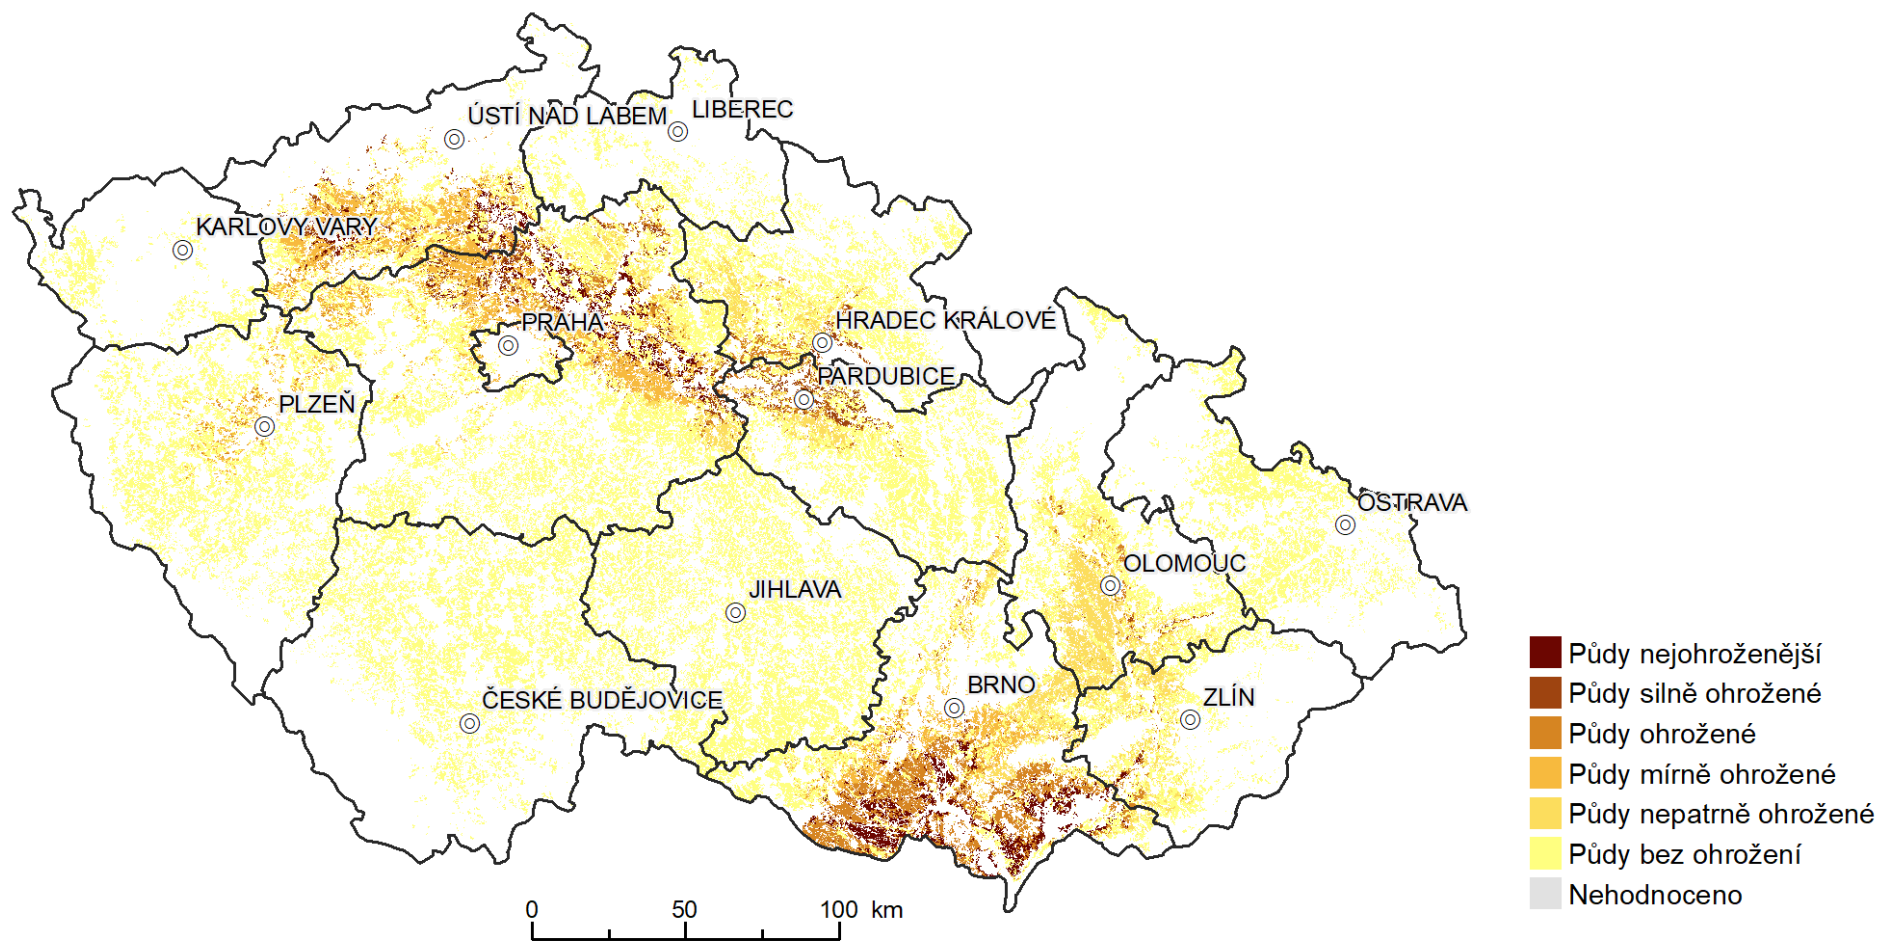 ÚSTÍ NAD LABEM
LIBEREC
KARLOVY VARY
PRAHA
HRADEC KRÁLOVÉ
PARDUBICE
PLZEŇ
OSTRAVA
OLOMOUC
JIHLAVA
BRNO
ZLÍN
ČESKÉ BUDĚJOVICE
Půdy nejohroženější
Půdy silně ohrožené
Půdy ohrožené
Půdy mírně ohrožené
Půdy nepatrně ohrožené
Půdy bez ohrožení
Nehodnoceno
0 50 100 km